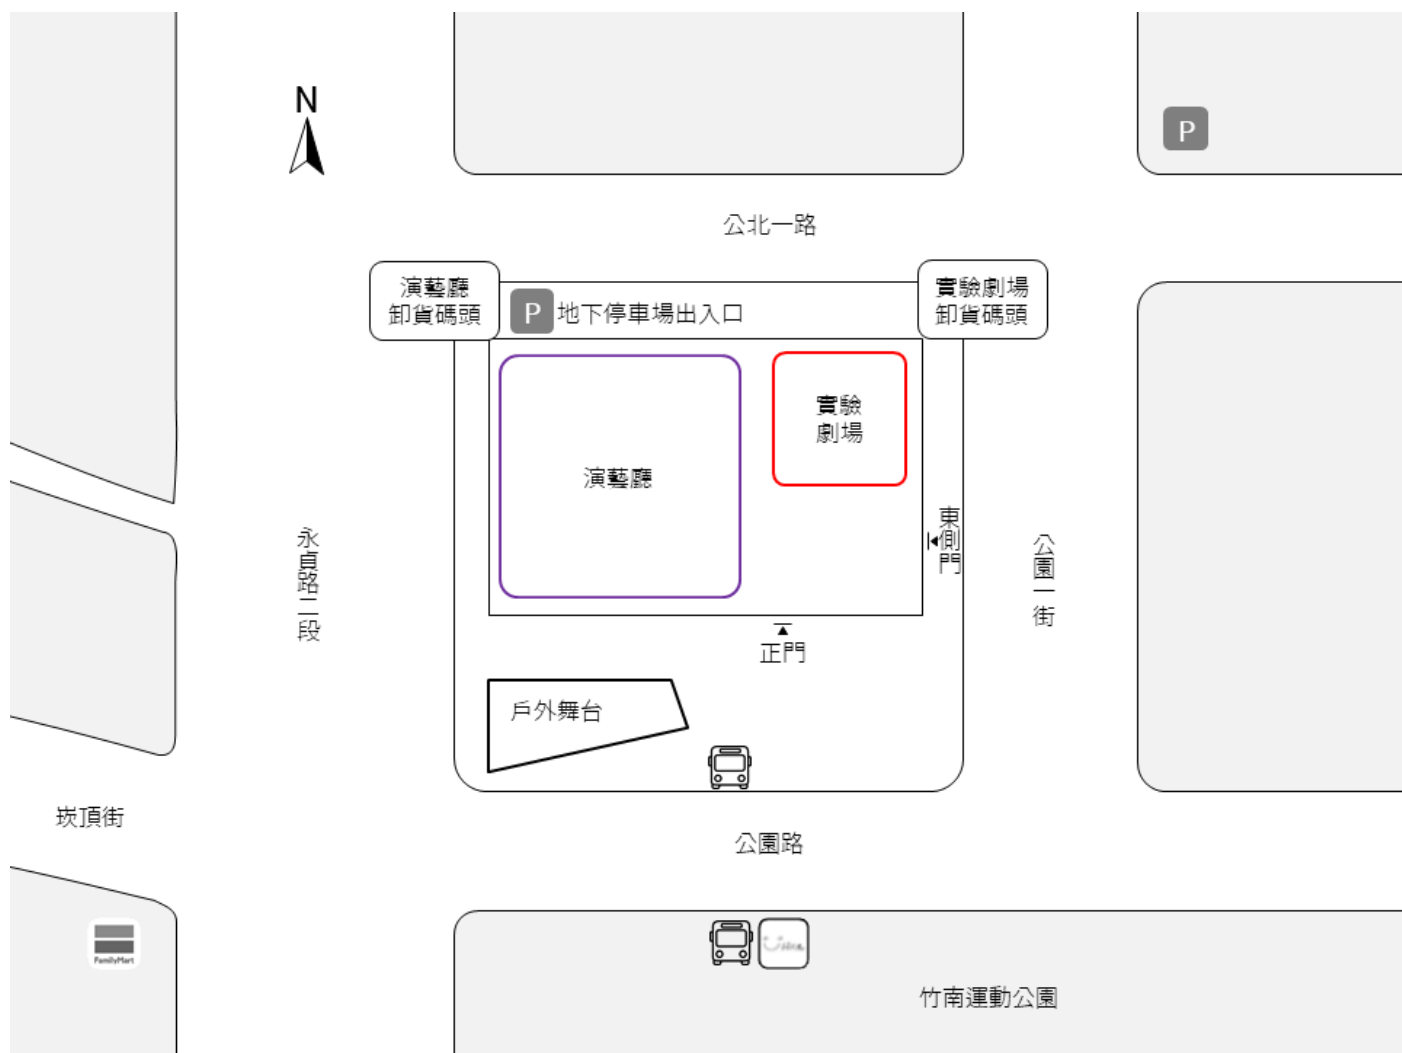 N
P
公北一路
演藝廳
卸貨碼頭
P 地下停車場出入口
實驗劇場
卸貨碼頭
實驗
劇場
演藝廳
東側門
永貞路二段
公園一街
正門
戶外舞台
崁頂街
公園路
FamilyMart
竹南運動公園